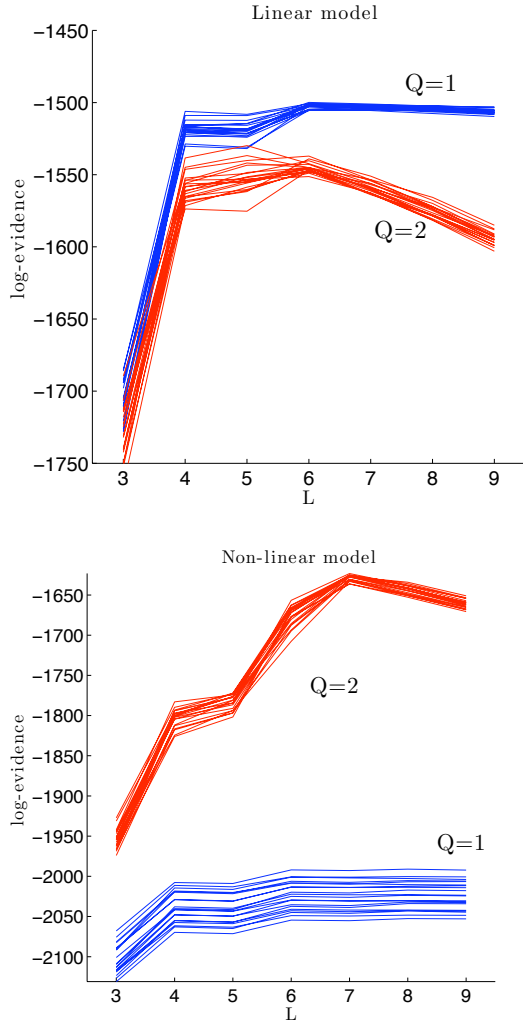 Linear model
−1450
−1500
−1550
−1600
−1650
−1700
−1750
log-evidence
Q=1
Q=2
3 4 5 6 7 8 9
L
Non-linear model
−1650
−1700
−1750
−1800
−1850
−1900
−1950
−2000
−2050
−2100
log-evidence
Q=2
Q=1
3 4 5 6 7 8 9
L